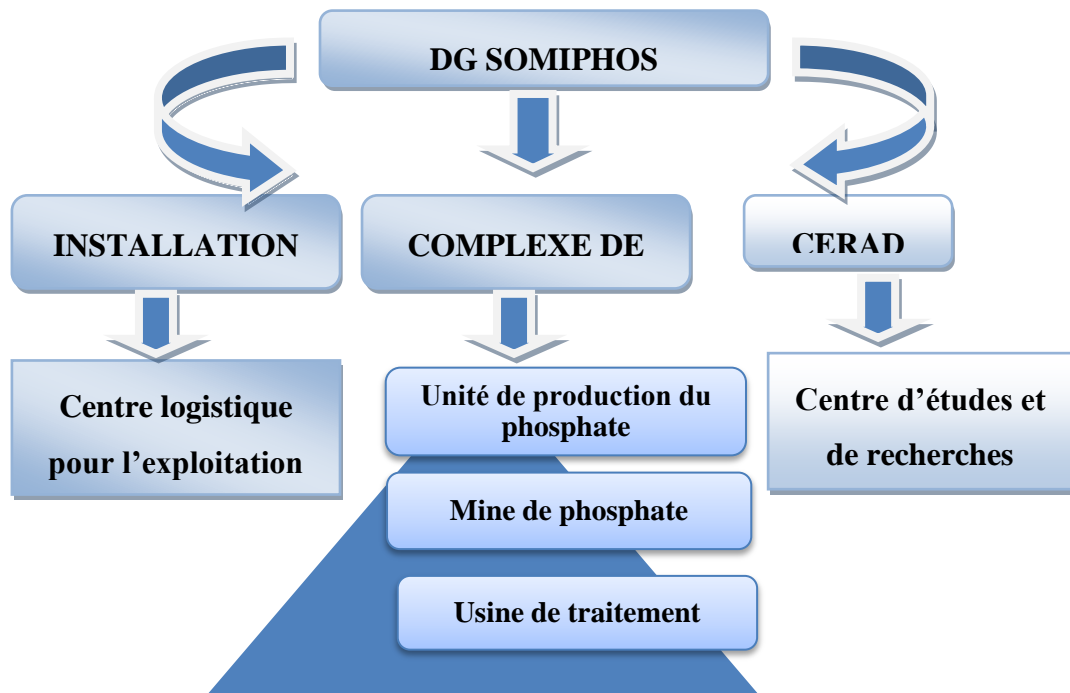 DG SOMIPHOS
INSTALLATION
COMPLEXE DE
CERAD
Centre logistique
pour l’exploitation
Unité de production du
phosphate
Mine de phosphate
Usine de traitement
Centre d’études et
de recherches